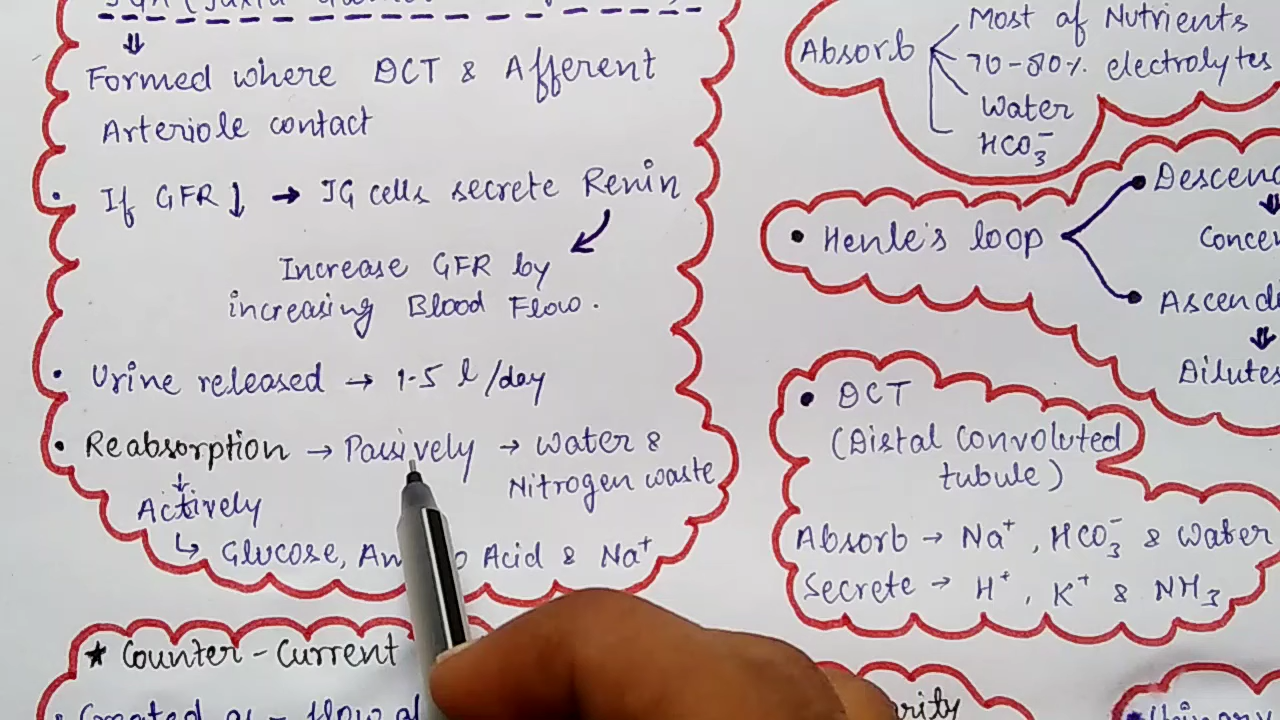 Formed where DCT & Afferent
Arteriole contact
• If GFR↓ → JG cells secrete Renin
Increase GFR by
increasing Blood Flow.
• Urine released → 1.5 l/day
• Reabsorption → Passively → Water &
Nitrogen waste
Actively
Glucose, Acid & Na⁺
★ Counter-Current
Absorb
Most of Nutrients
70-80% electrolytes
Water
HCO₃⁻
• Henle's loop
Descen
Concen
Ascendi
Dilutes
• DCT
(Distal Convoluted
tubule)
Absorb → Na⁺, HCO₃⁻ & Water
Secrete → H⁺, K⁺ & NH₃